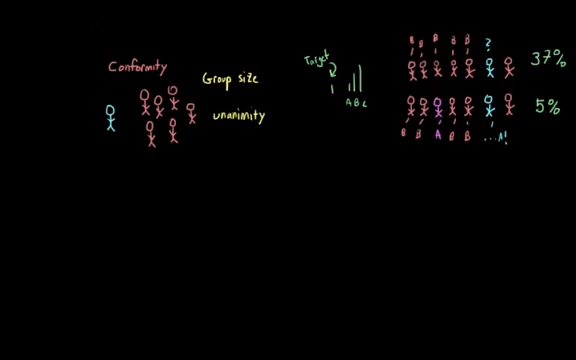 Conformity
Group size
unanimity
Target
A B C
B B B B B ?
37%
5%
B B A B B ...A!